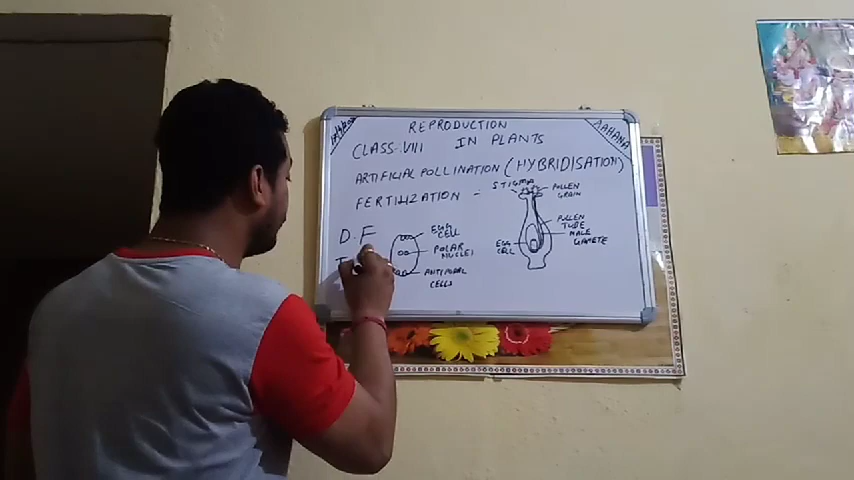 REPRODUCTION
AAHANA
CLASS-VIII IN PLANTS
ARTIFICIAL POLLINATION (HYBRIDISATION)
FERTILIZATION -
STIGMA
POLLEN GRAIN
D.F
EGG CELL
POLAR NUCLEI
ANTIPODAL CELLS
POLLEN TUBE
MALE GAMETE
EGG CELL